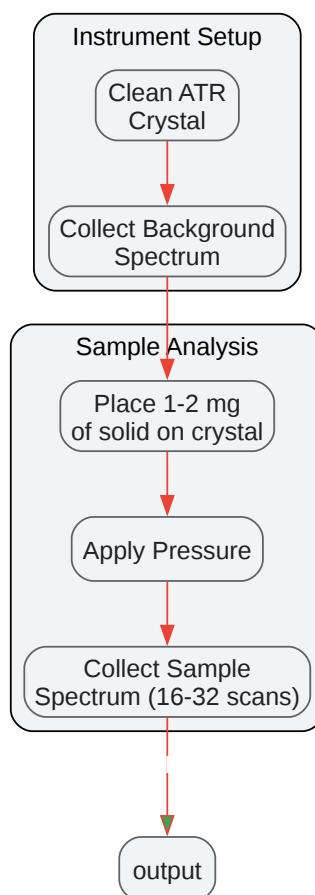 Instrument Setup
Clean ATR
Crystal
Collect Background
Spectrum
Sample Analysis
Place 1-2 mg
of solid on crystal
Apply Pressure
Collect Sample
Spectrum (16-32 scans)
output